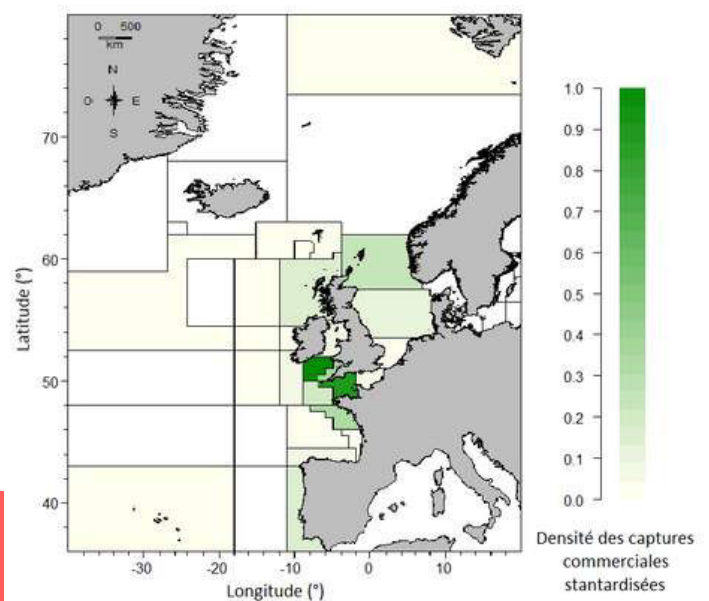 0 500
km
N
O E
S
70
60
50
40
Latitude (°)
-30 -20 -10 0 10
Longitude (°)
1.0
0.9
0.8
0.7
0.6
0.5
0.4
0.3
0.2
0.1
0.0
Densité des captures
commerciales
stantardisées